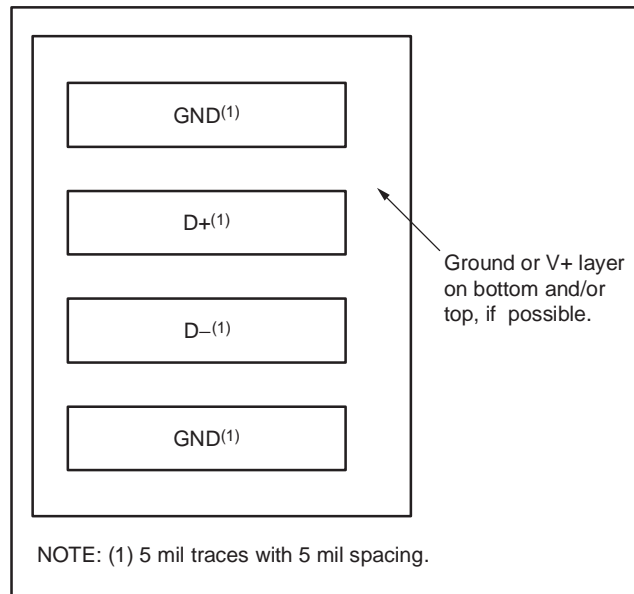 GND(1)
D+(1)
D−(1)
GND(1)
Ground or V+ layer
on bottom and/or
top, if possible.
NOTE: (1) 5 mil traces with 5 mil spacing.